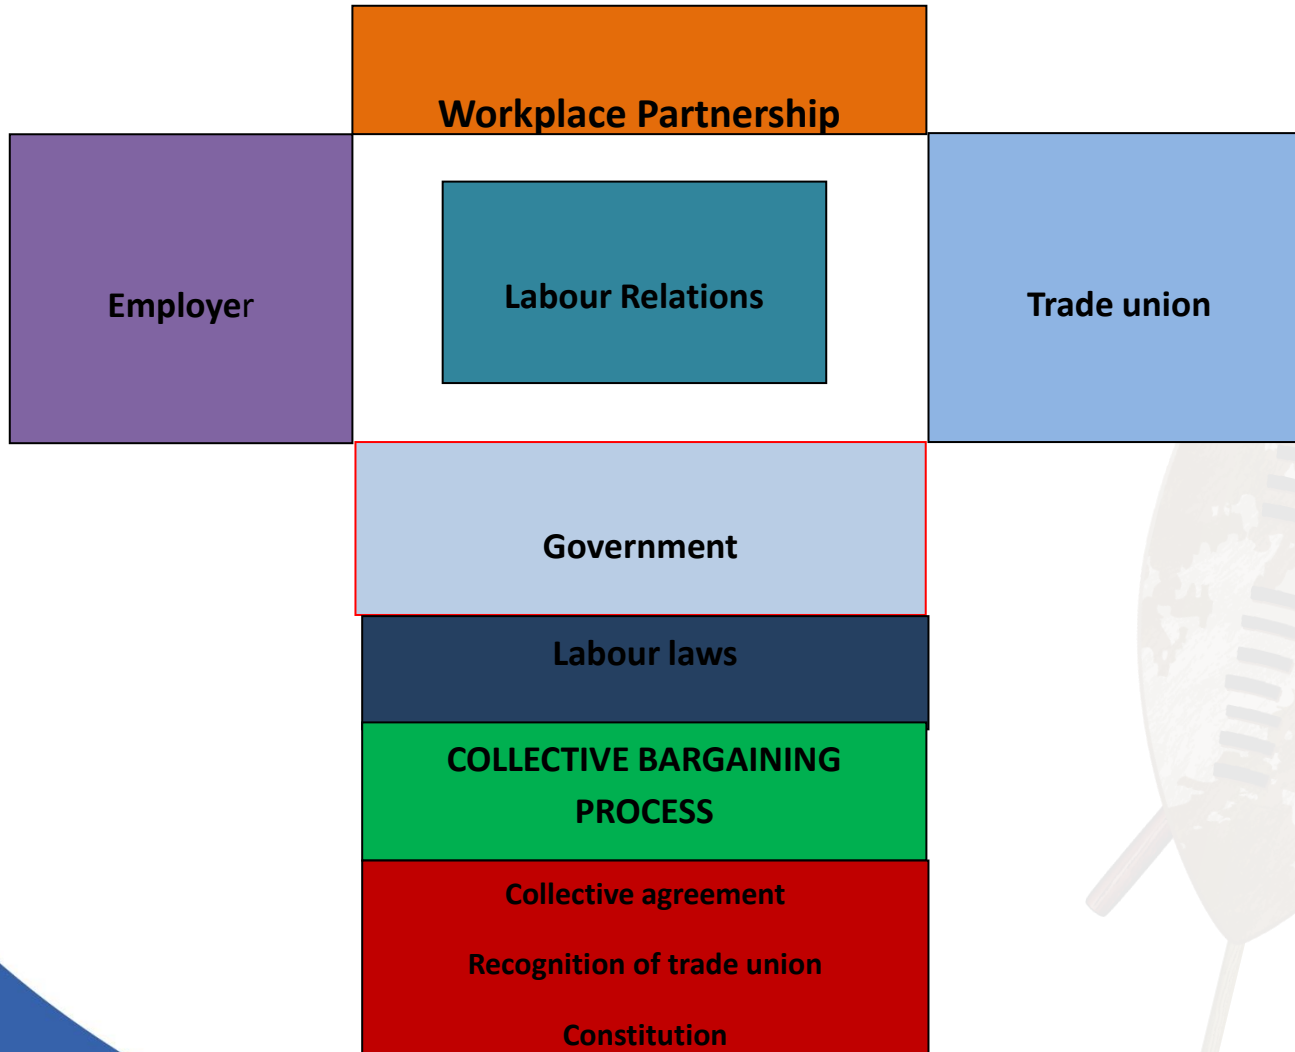 Workplace Partnership
Employer
Labour Relations
Trade union
Government
Labour laws
COLLECTIVE BARGAINING
PROCESS
Collective agreement
Recognition of trade union
Constitution